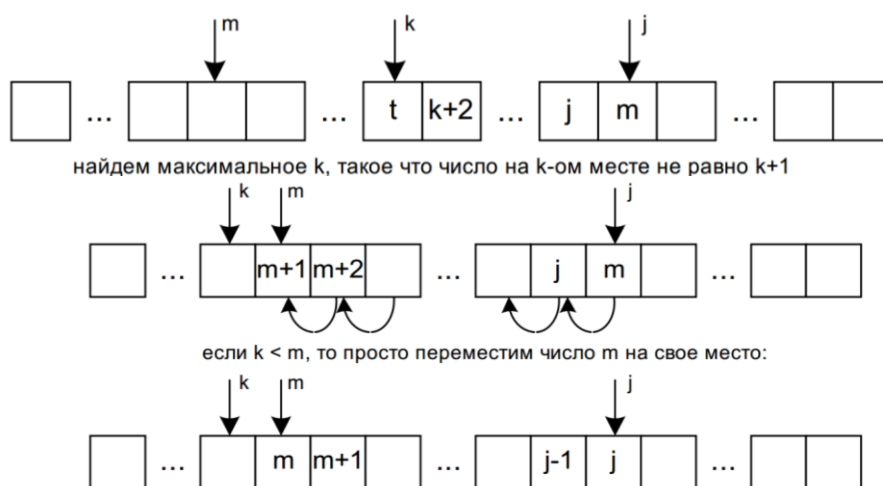 m k j
... ... t k+2 ... j m ...
найдем максимальное k, такое что число на k-ом месте не равно k+1
k m j
... m+1 m+2 ... j m ...
если k < m, то просто переместим число m на свое место:
k m j
... m m+1 ... j-1 j ...